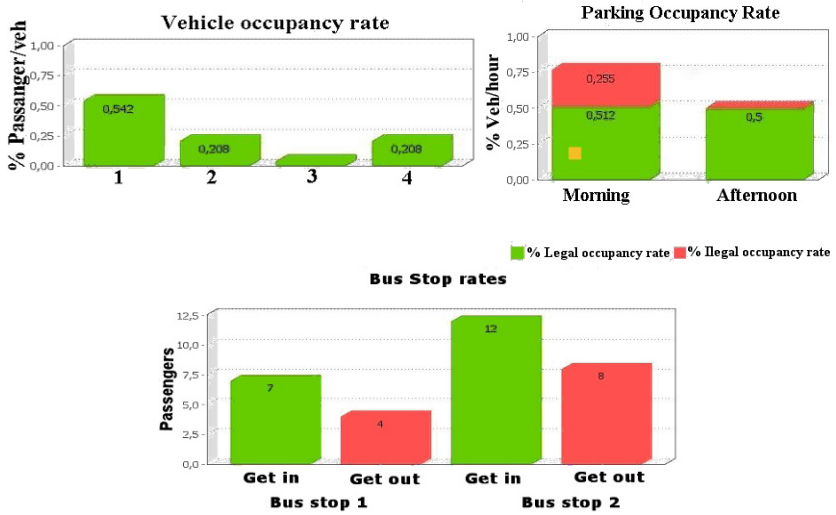 Vehicle occupancy rate
% Passanger/veh
1,00
0,75
0,50
0,25
0,00
0,542
0,208
0,208
1 2 3 4
Parking Occupancy Rate
% Veh/hour
1,00
0,75
0,50
0,25
0,00
0,255
0,512
0,5
Morning Afternoon
% Legal occupancy rate % Ilegal occupancy rate
Bus Stop rates
Passengers
12,5
10,0
7,5
5,0
2,5
0,0
7
4
12
8
Get in Get out Get in Get out
Bus stop 1 Bus stop 2